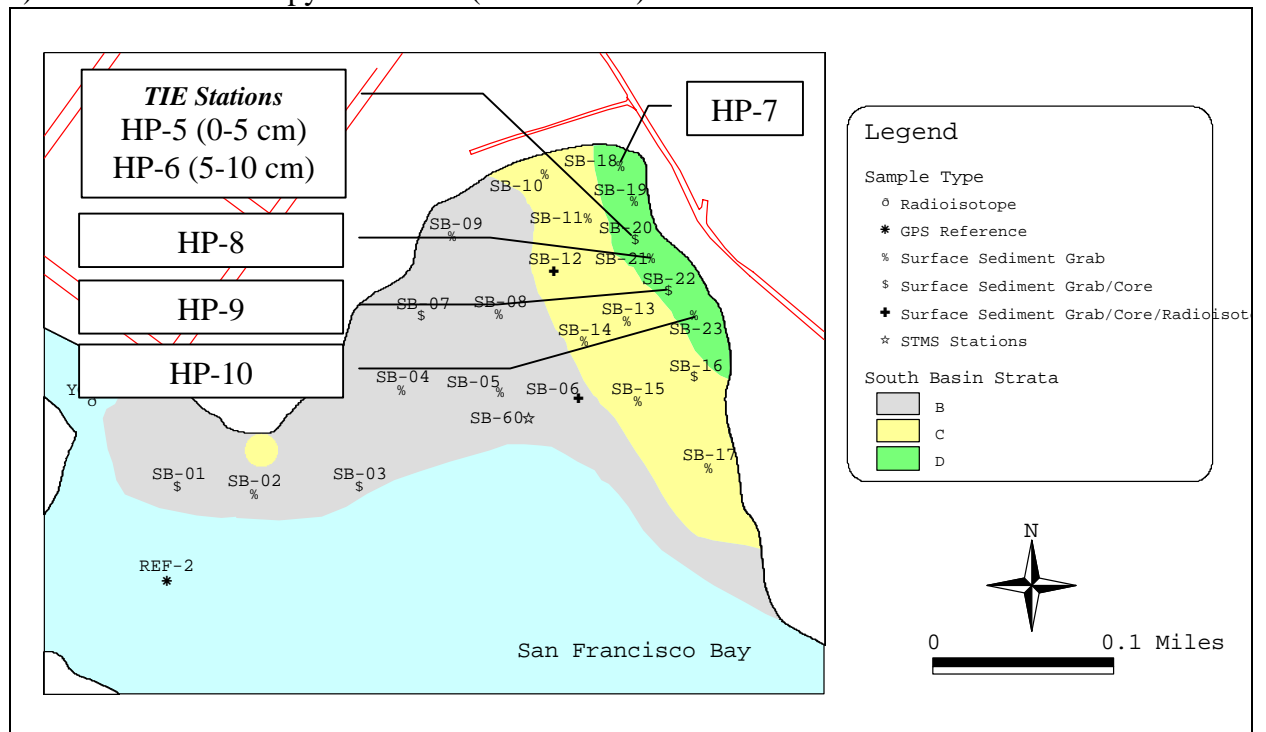 TIE Stations
HP-5 (0-5 cm)
HP-6 (5-10 cm)
HP-7
HP-8
HP-9
HP-10
SB-18
SB-10
SB-19
SB-09
SB-11
SB-20
SB-12
SB-21
SB-22
SB-07
SB-08
SB-13
SB-14
SB-23
SB-16
SB-04
SB-05
SB-06
SB-15
Y
SB-60
SB-17
SB-01
SB-02
SB-03
REF-2
San Francisco Bay
Legend
Sample Type
Radioisotope
GPS Reference
% Surface Sediment Grab
$ Surface Sediment Grab/Core
Surface Sediment Grab/Core/Radioisot
STMS Stations
South Basin Strata
B
C
D
N
0 0.1 Miles